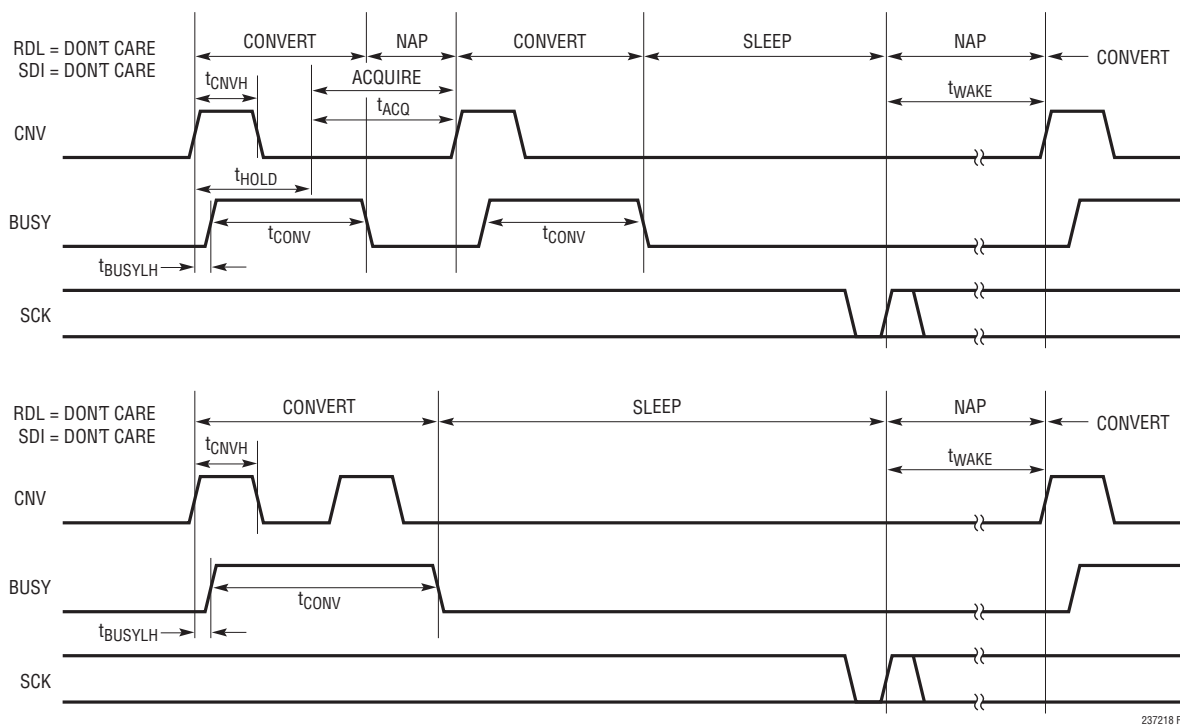 RDL = DON'T CARE
SDI = DON'T CARE
CONVERT
NAP
CONVERT
SLEEP
NAP
CONVERT
tCNVH
ACQUIRE
tACQ
tWAKE
CNV
tHOLD
BUSY
tCONV
tCONV
tBUSYLH
SCK
RDL = DON'T CARE
SDI = DON'T CARE
CONVERT
SLEEP
NAP
CONVERT
tCNVH
tWAKE
CNV
BUSY
tCONV
tBUSYLH
SCK
237218 F